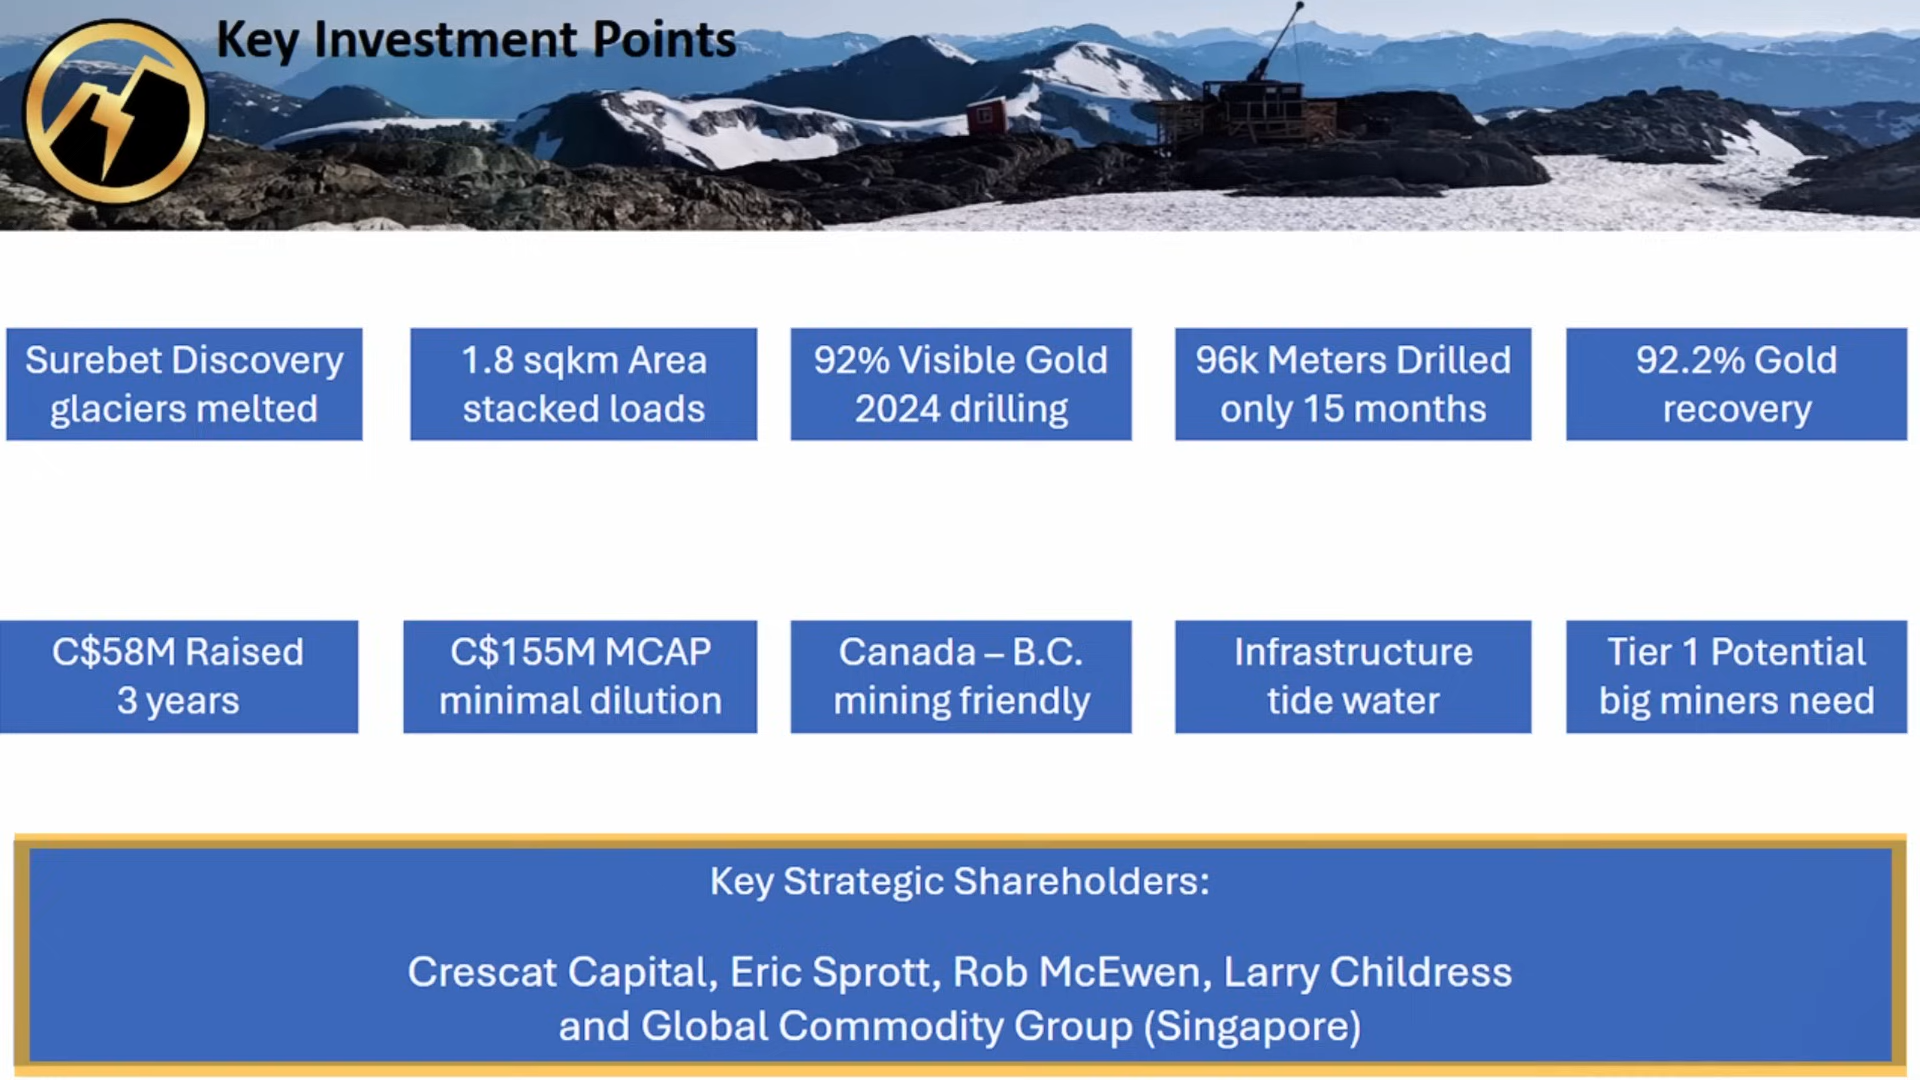 Key Investment Points
Surebet Discovery
glaciers melted
1.8 sqkm Area
stacked loads
92% Visible Gold
2024 drilling
96k Meters Drilled
only 15 months
92.2% Gold
recovery
C$58M Raised
3 years
C$155M MCAP
minimal dilution
Canada – B.C.
mining friendly
Infrastructure
tide water
Tier 1 Potential
big miners need
Key Strategic Shareholders:
Crescat Capital, Eric Sprott, Rob McEwen, Larry Childress
and Global Commodity Group (Singapore)